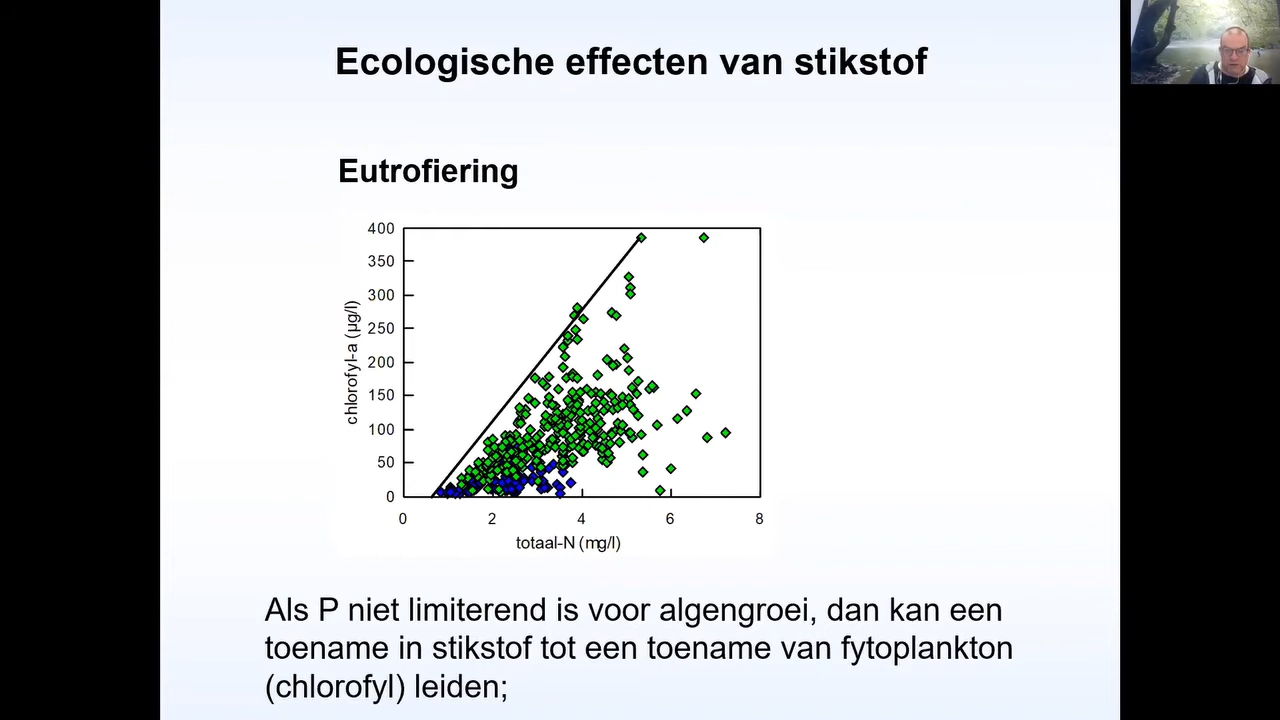 Ecologische effecten van stikstof
Eutrofiering
400
350
300
250
200
150
100
50
0
chlorofyl-a (µg/l)
0 2 4 6 8
totaal-N (mg/l)
Als P niet limiterend is voor algengroei, dan kan een
toename in stikstof tot een toename van fytoplankton
(chlorofyl) leiden;